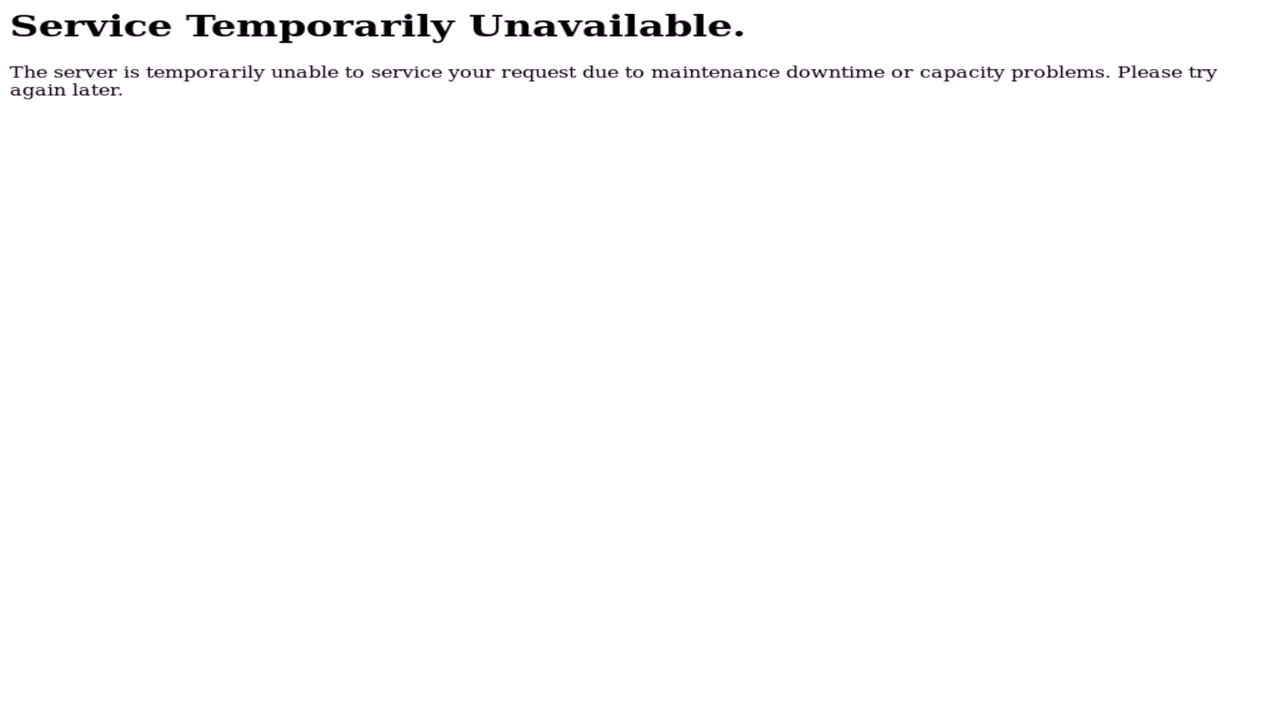 Service Temporarily Unavailable.
The server is temporarily unable to service your request due to maintenance downtime or capacity problems. Please try
again later.